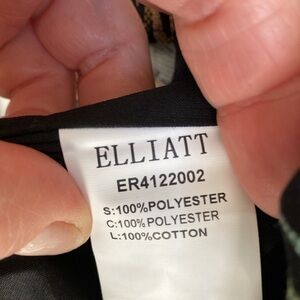 ELLIATT
ER4122002
S:100%POLYESTER
C:100%POLYESTER
L:100%COTTON